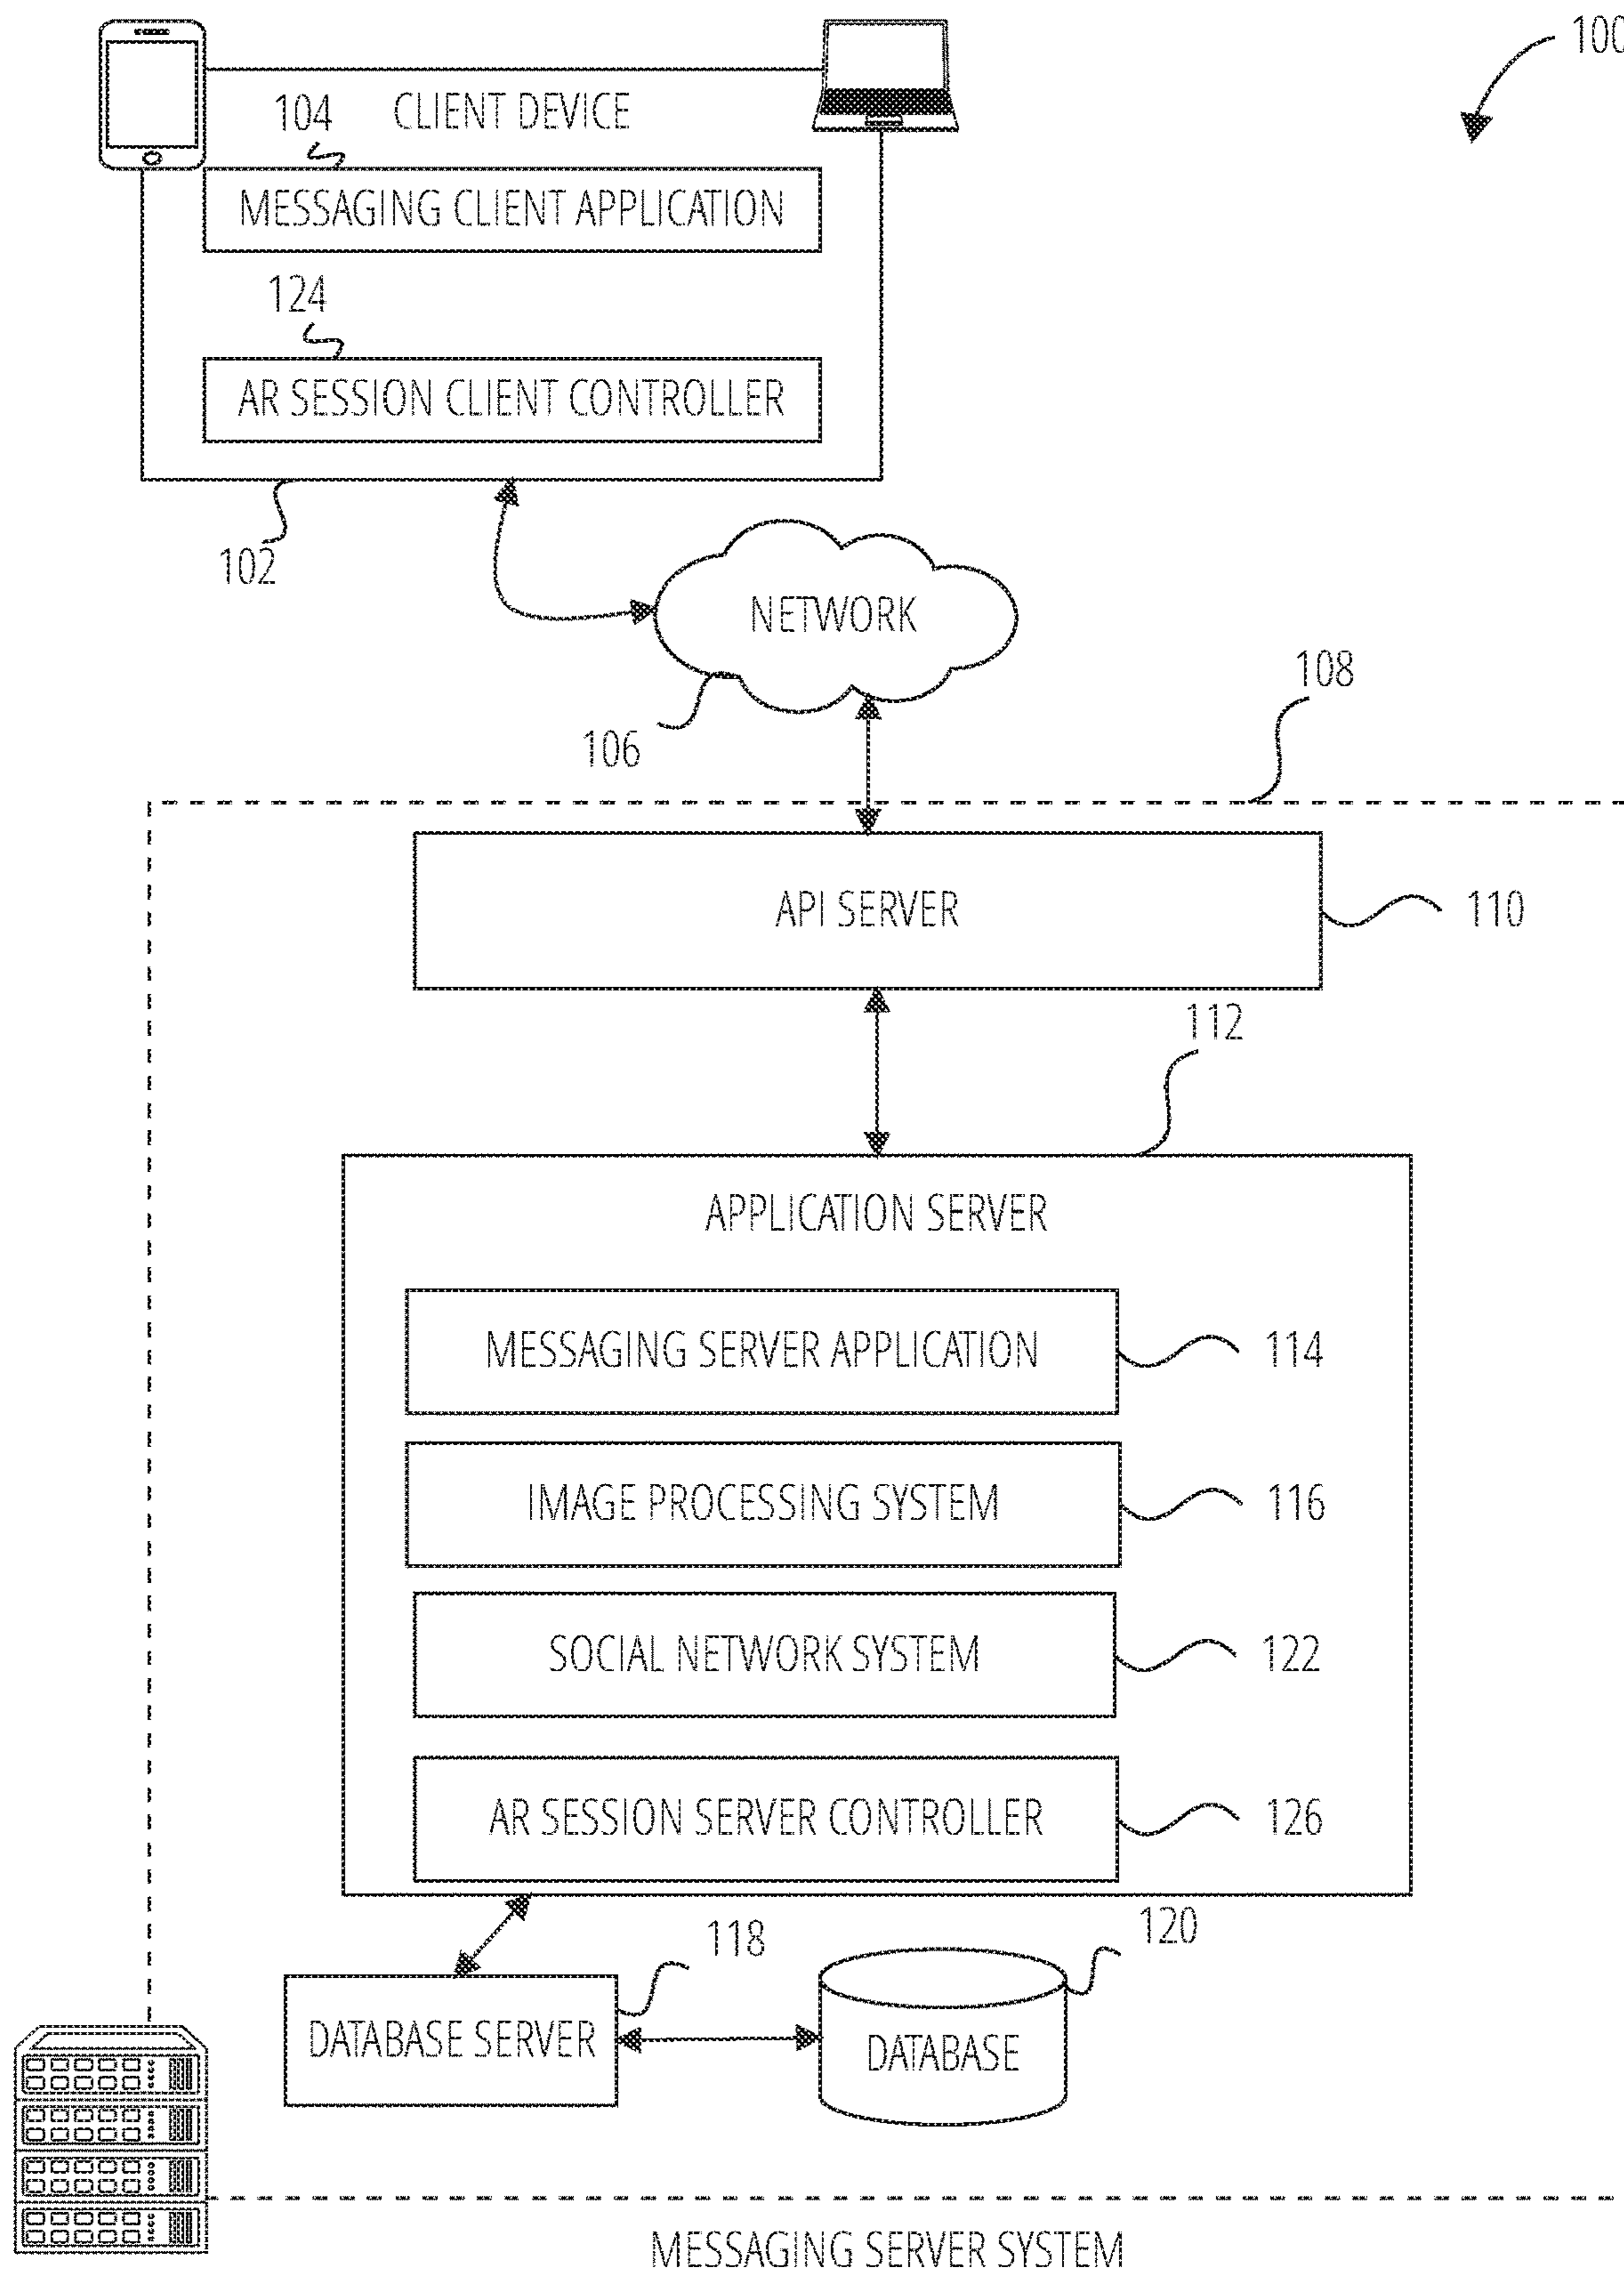 100
CLIENT DEVICE
104
MESSAGING CLIENT APPLICATION
124
AR SESSION CLIENT CONTROLLER
102
NETWORK
106
108
API SERVER
110
112
APPLICATION SERVER
MESSAGING SERVER APPLICATION
114
IMAGE PROCESSING SYSTEM
116
SOCIAL NETWORK SYSTEM
122
AR SESSION SERVER CONTROLLER
126
118
120
DATABASE SERVER
DATABASE
MESSAGING SERVER SYSTEM